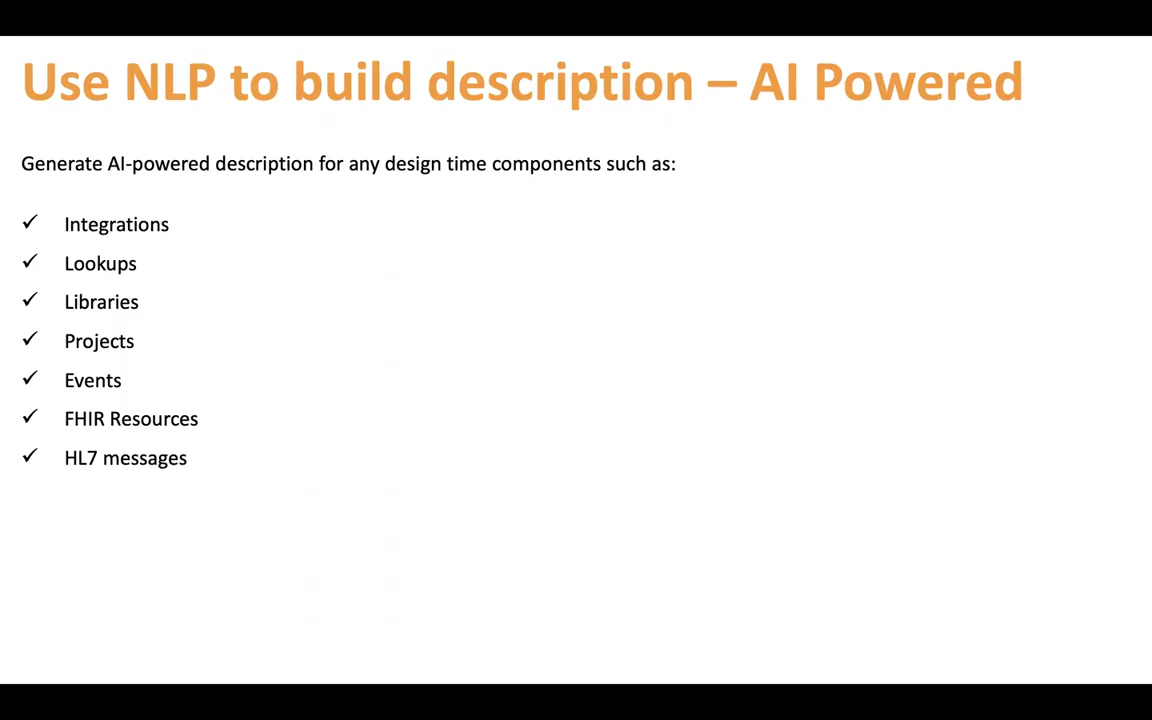 Use NLP to build description – AI Powered
Generate AI-powered description for any design time components such as:
✓ Integrations
✓ Lookups
✓ Libraries
✓ Projects
✓ Events
✓ FHIR Resources
✓ HL7 messages